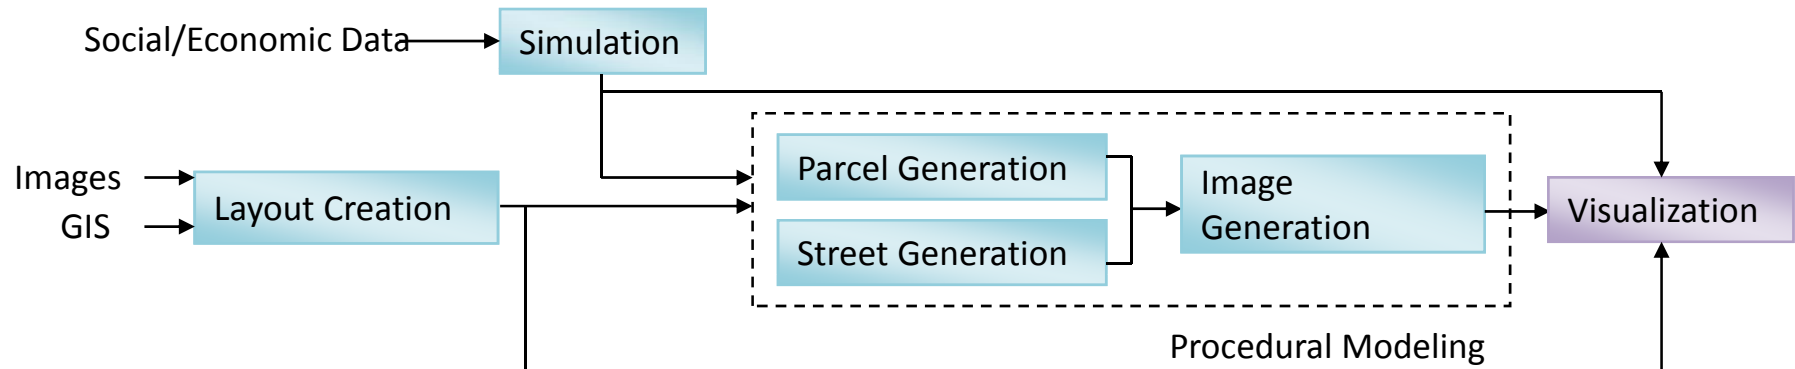 Social/Economic Data
Simulation
Images
GIS
Layout Creation
Parcel Generation
Street Generation
Image
Generation
Visualization
Procedural Modeling